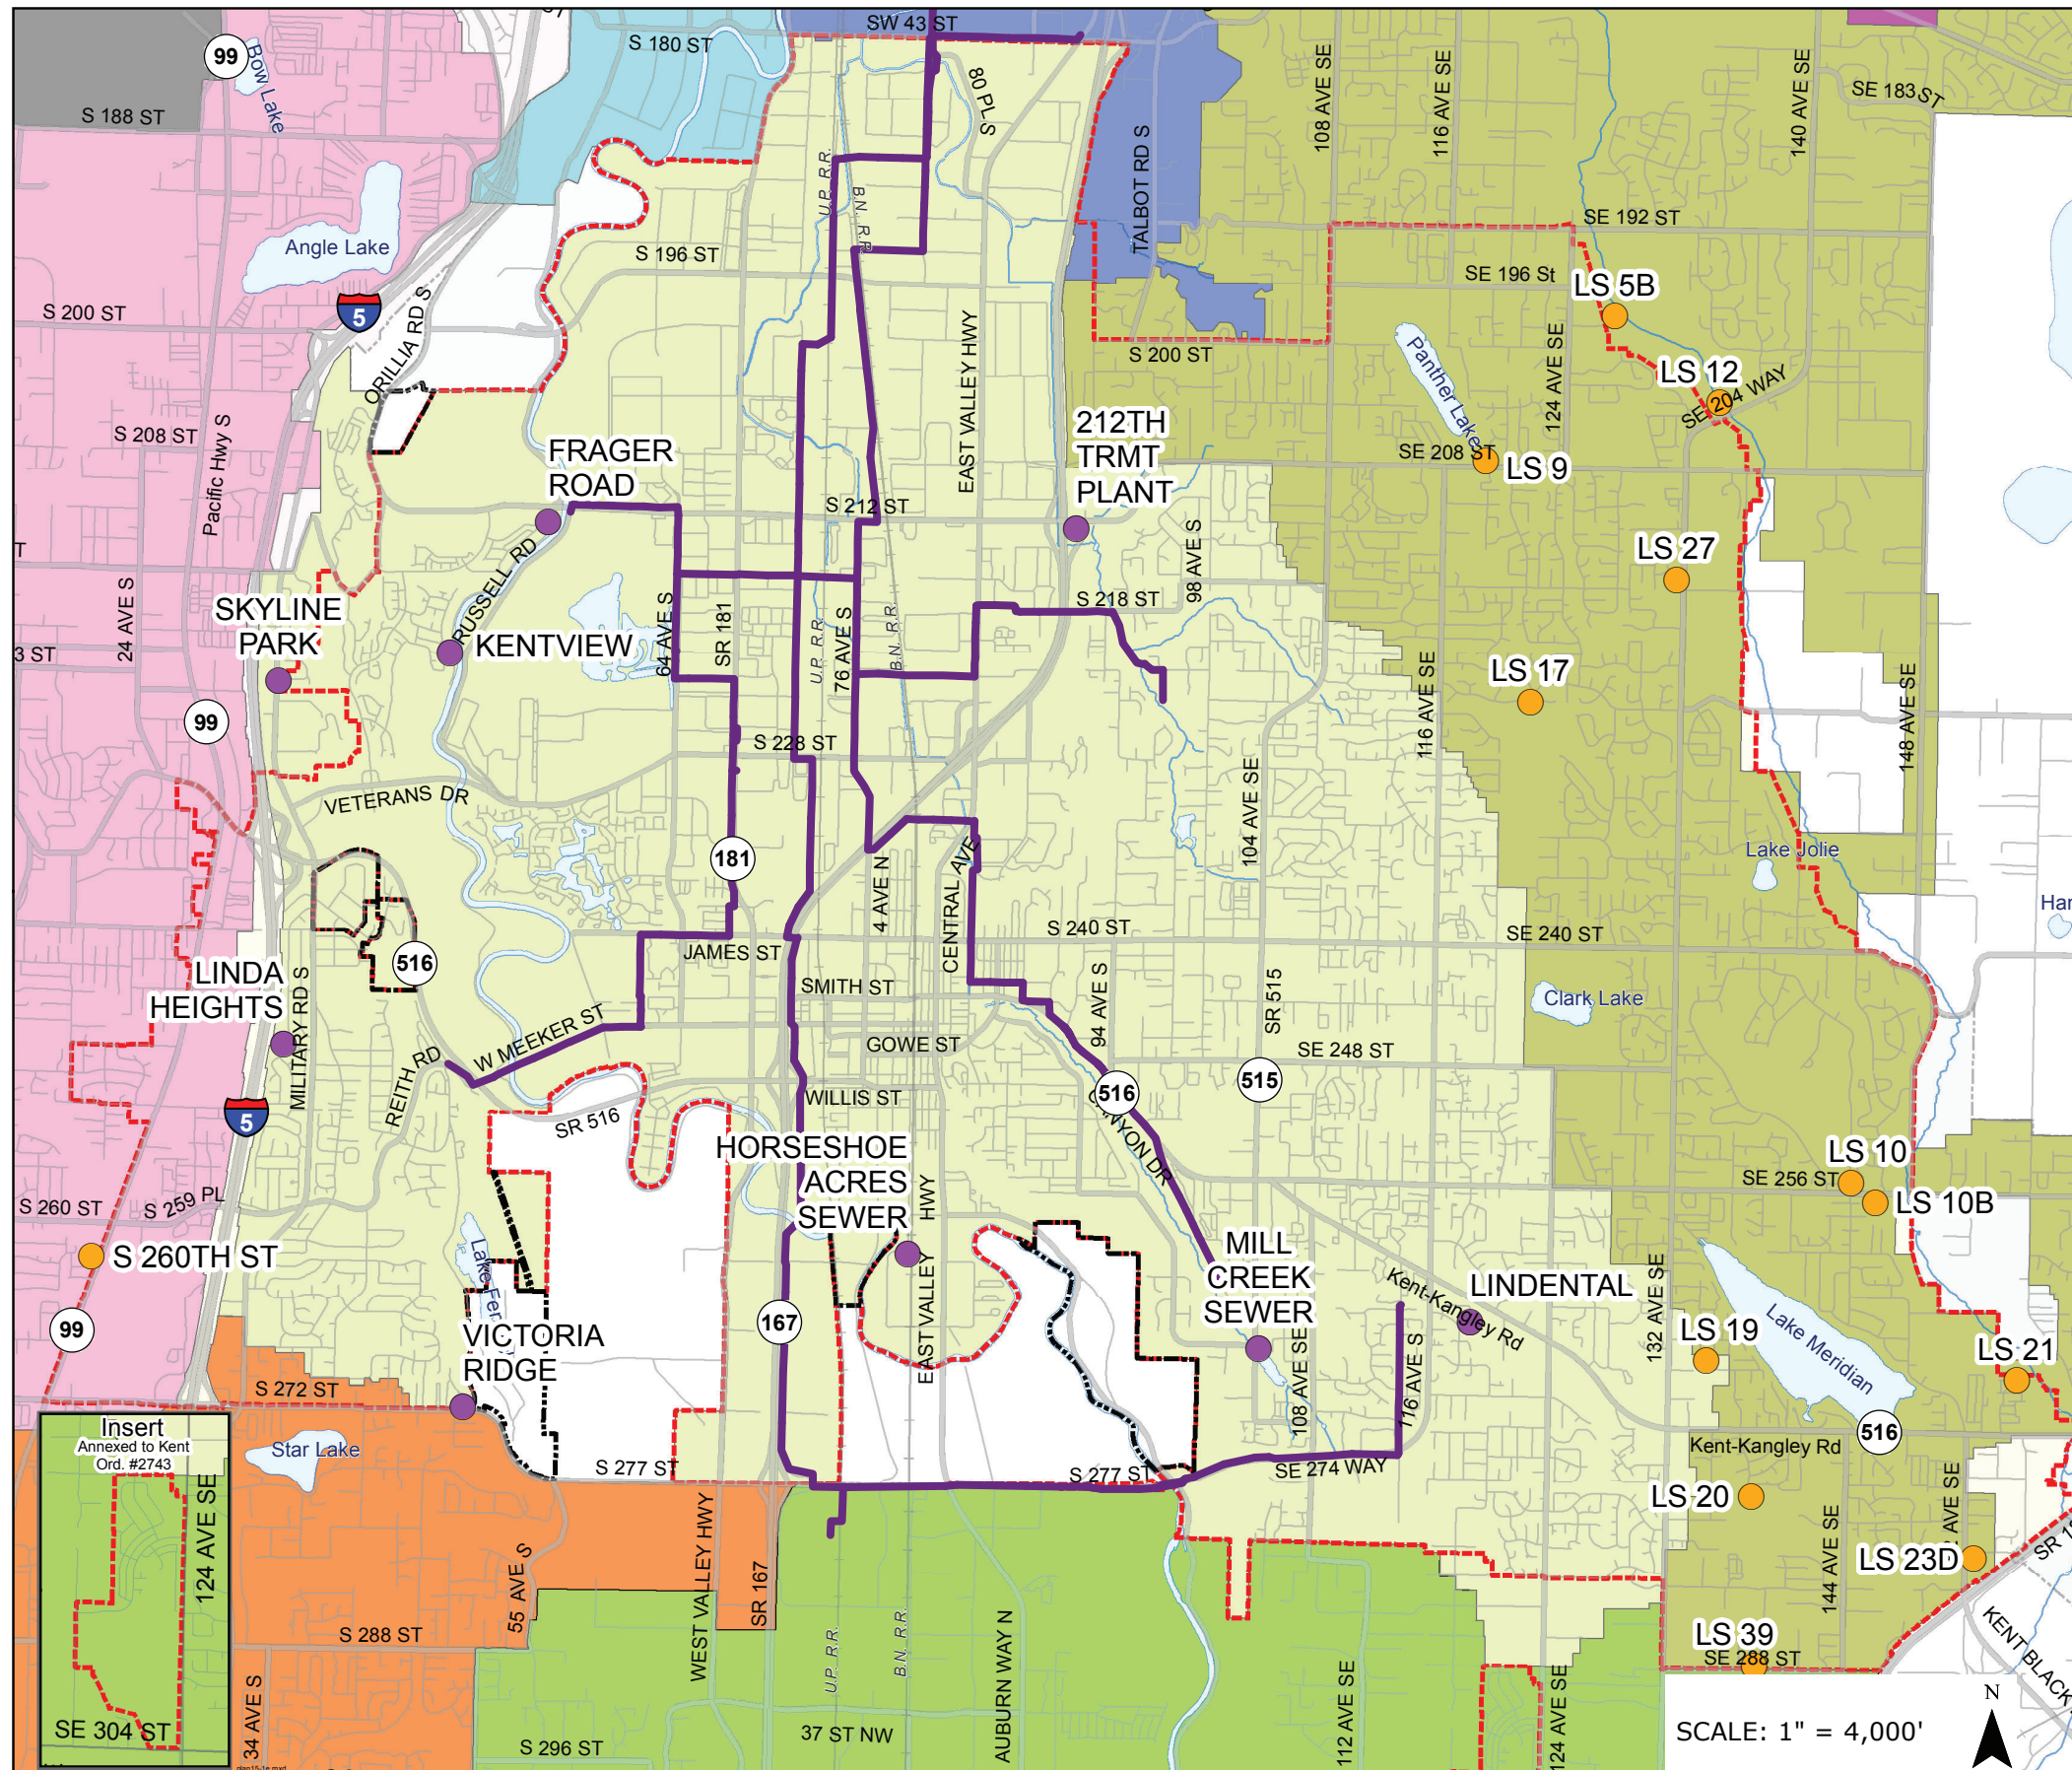 SW 43 ST
S 180 ST
99
Bow Lake
80 PL S
108 AVE SE
116 AVE SE
140 AVE SE
SE 183 ST
S 188 ST
TALBOT RD S
U.P. R.R.
B.N. R.R.
SE 192 ST
Angle Lake
S 196 ST
SE 196 St
LS 5B
5
S 200 ST
ORILLIA RD S
S 200 ST
Panther Lake
124 AVE SE
LS 12
SE 204 WAY
EAST VALLEY HWY
Pacific Hwy S
S 208 ST
212TH
TRMT
PLANT
SE 208 ST
LS 9
FRAGER
ROAD
S 212 ST
98 AVE S
LS 27
24 AVE S
RUSSELL RD
SKYLINE
PARK
KENTVIEW
64 AVE S
SR 181
U.P. R.R.
76 AVE S
B.N. R.R.
S 218 ST
3 ST
116 AVE SE
LS 17
148 AVE SE
99
S 228 ST
VETERANS DR
104 AVE SE
181
4 AVE N
CENTRAL AVE
Lake Jolie
Har
S 240 ST
SE 240 ST
JAMES ST
516
LINDA
HEIGHTS
MILITARY RD S
SMITH ST
94 AVE S
SR 515
Clark Lake
W MEEKER ST
GOWE ST
SE 248 ST
REITH RD
5
515
516
WILLIS ST
SR 516
CANYON DR
HORSESHOE
ACRES
SEWER
EAST VALLEY HWY
LS 10
SE 256 ST
LS 10B
S 260 ST
S 259 PL
S 260TH ST
MILL
CREEK
SEWER
132 AVE SE
Kent-Kangley Rd
LINDENTAL
99
167
VICTORIA
RIDGE
LS 19
Lake Meridian
LS 21
108 AVE SE
116 AVE S
S 272 ST
Insert
Annexed to Kent
Ord. #2743
124 AVE SE
SE 304 ST
Star Lake
S 277 ST
S 277 ST
SE 274 WAY
516
Kent-Kangley Rd
LS 20
144 AVE SE
AVE SE
LS 23D
WEST VALLEY HWY
SR 167
55 AVE S
S 288 ST
U.P. R.R.
B.N. R.R.
AUBURN WAY N
112 AVE SE
124 AVE SE
LS 39
SE 288 ST
34 AVE S
S 296 ST
37 ST NW
SCALE: 1" = 4,000'
N